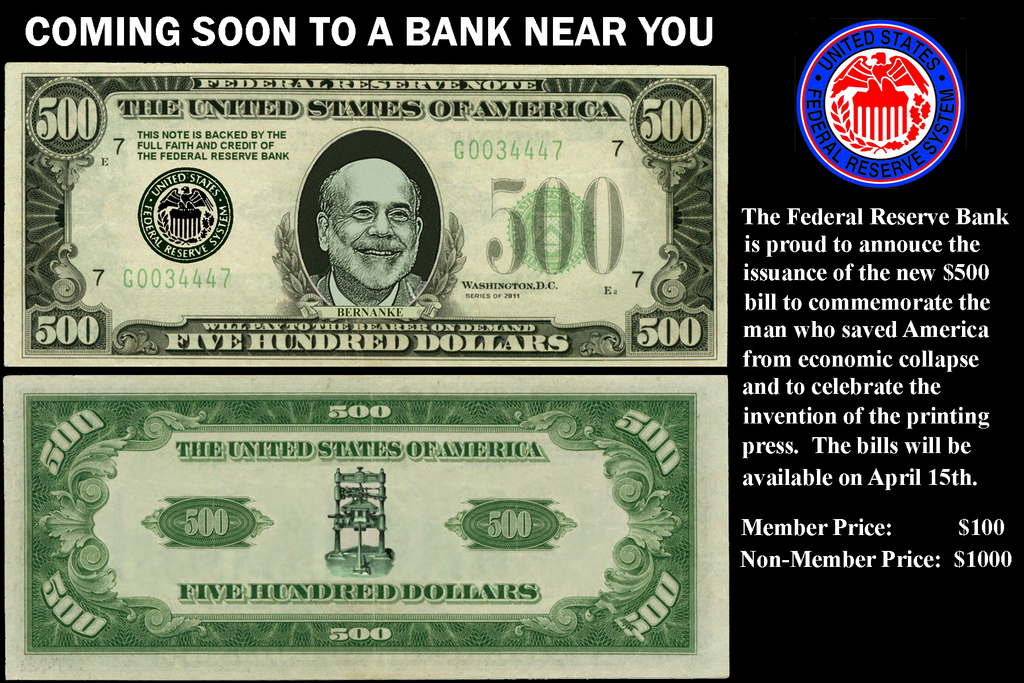 COMING SOON TO A BANK NEAR YOU
FEDERAL RESERVE NOTE
500
THE UNITED STATES OF AMERICA
500
7
E
THIS NOTE IS BACKED BY THE
FULL FAITH AND CREDIT OF
THE FEDERAL RESERVE BANK
G0034447
7
UNITED STATES
FEDERAL RESERVE SYSTEM
500
7
G0034447
WASHINGTON, D.C.
SERIES OF 2011
7
E2
BERNANKE
500
WILL PAY TO THE BEARER ON DEMAND
FIVE HUNDRED DOLLARS
500
500
500
500
THE UNITED STATES OF AMERICA
500
500
FIVE HUNDRED DOLLARS
500
500
500
UNITED STATES
FEDERAL RESERVE SYSTEM
The Federal Reserve Bank
is proud to annouce the
issuance of the new $500
bill to commemorate the
man who saved America
from economic collapse
and to celebrate the
invention of the printing
press. The bills will be
available on April 15th.
Member Price: $100
Non-Member Price: $1000